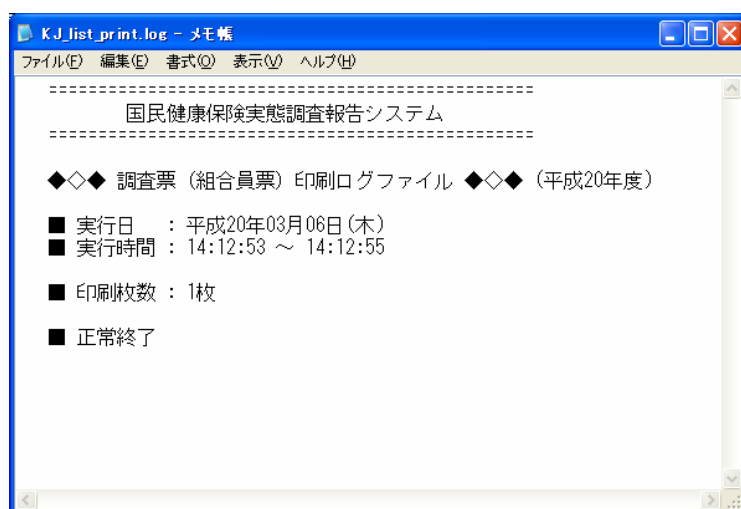 KJ_list_print.log - メモ帳
ファイル(F) 編集(E) 書式(O) 表示(V) ヘルプ(H)
=================================================
国民健康保険実態調査報告システム
=================================================
◆◇◆ 調査票（組合員票）印刷ログファイル ◆◇◆（平成20年度）
■ 実行日 : 平成20年03月06日(木)
■ 実行時間 : 14:12:53 ～ 14:12:55
■ 印刷枚数 : 1枚
■ 正常終了